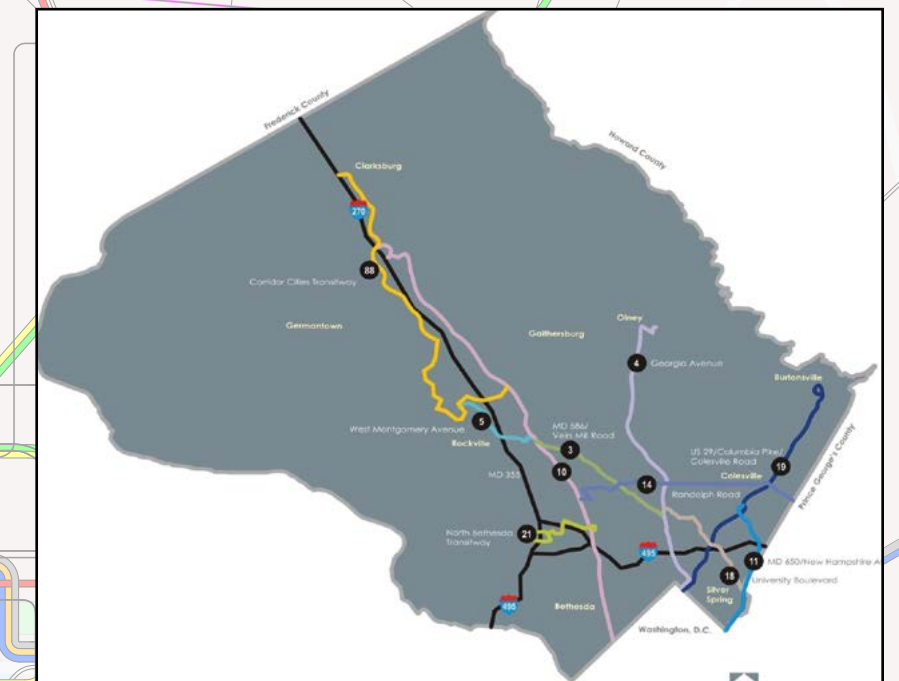 Frederick County
Howard County
Clarksburg
270
88
Corridor Cities Transitway
Germantown
Gaithersburg
Olney
4
Georgia Avenue
Burtonsville
5
West Montgomery Avenue
Rockville
MD 586/
Veirs Mill Road
3
10
MD 355
US 29/Columbia Pike/
Colesville Road
19
Colesville
14
Randolph Road
Prince George's County
21
North Bethesda
Transitway
495
11
MD 650/New Hampshire A
18
University Boulevard
Silver
Spring
495
Bethesda
Washington, D.C.